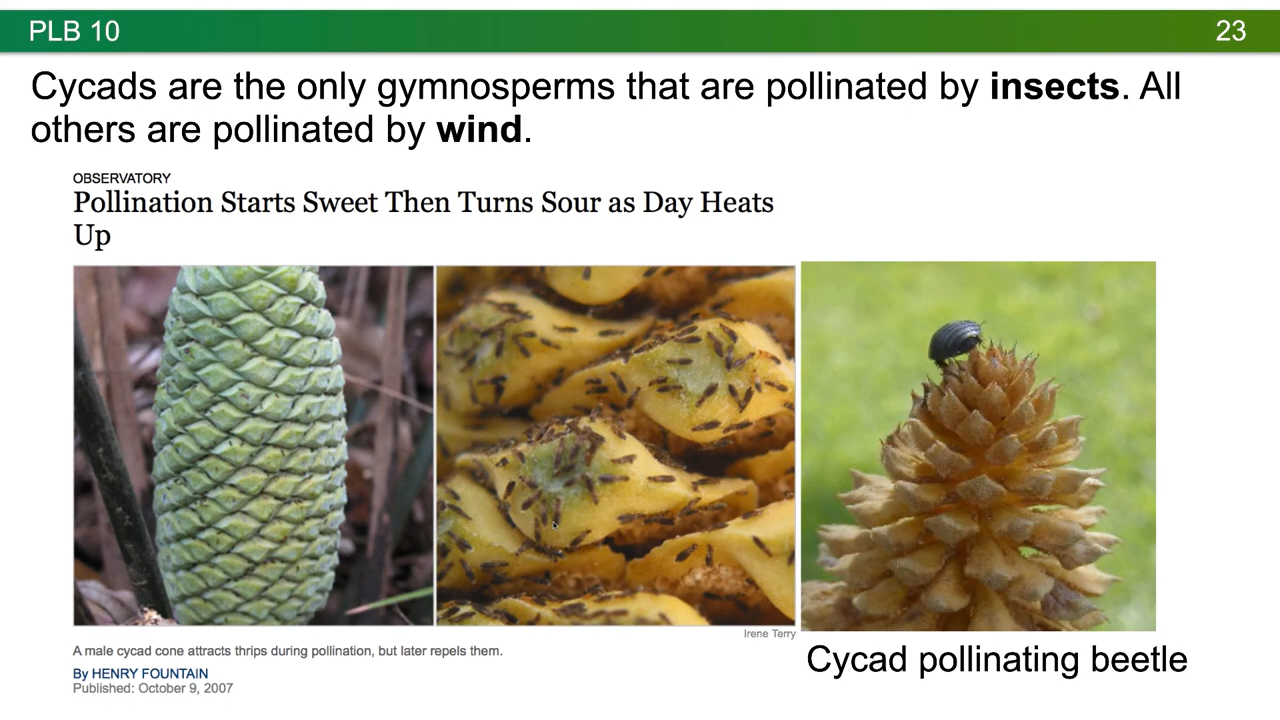 PLB 10
23
Cycads are the only gymnosperms that are pollinated by insects. All
others are pollinated by wind.
OBSERVATORY
Pollination Starts Sweet Then Turns Sour as Day Heats
Up
Irene Terry
A male cycad cone attracts thrips during pollination, but later repels them.
By HENRY FOUNTAIN
Published: October 9, 2007
Cycad pollinating beetle